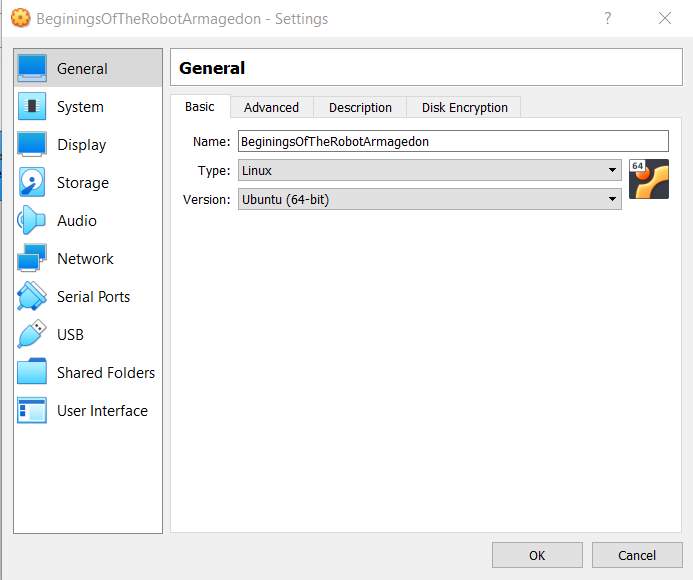 BeginingsOfTheRobotArmagedon - Settings
?
General
System
Display
Storage
Audio
Network
Serial Ports
USB
Shared Folders
User Interface
General
Basic Advanced Description Disk Encryption
Name: BeginingsOfTheRobotArmagedon
Type: Linux
Version: Ubuntu (64-bit)
64
OK Cancel